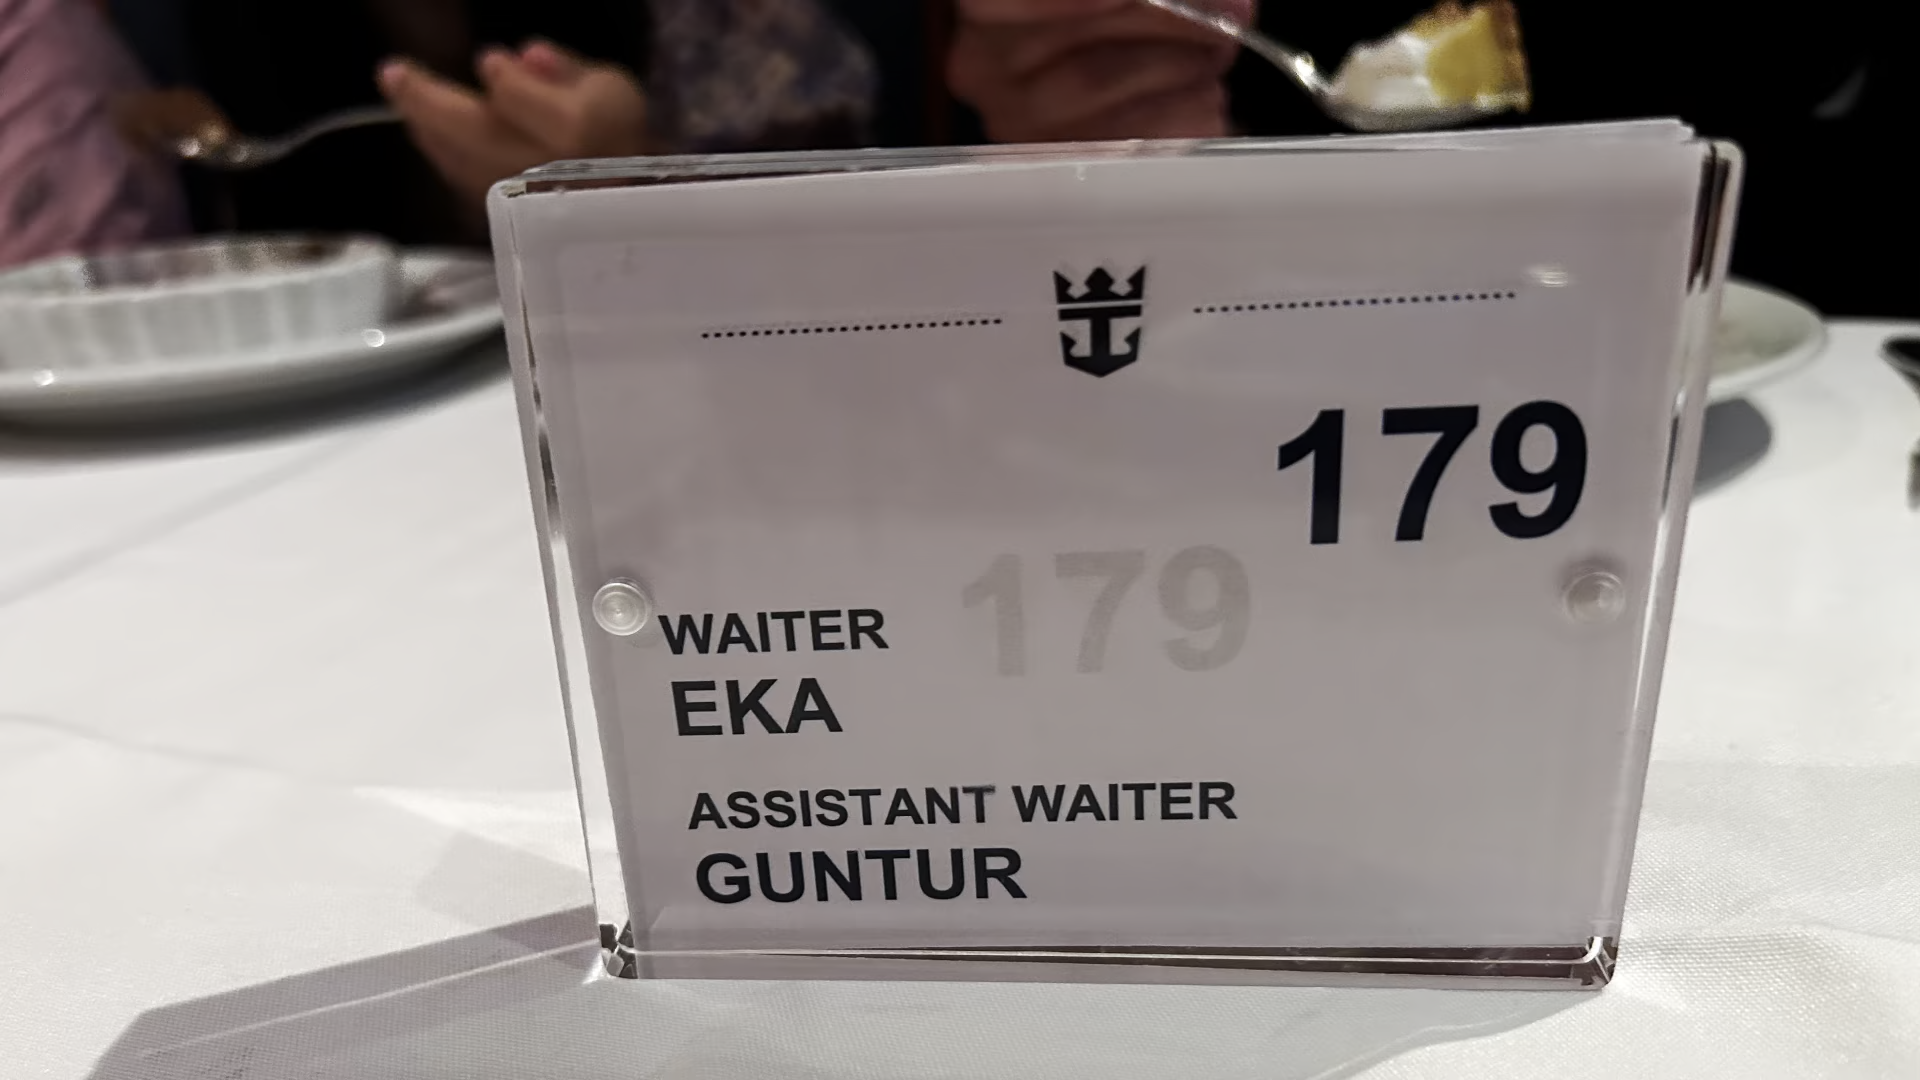 179
179
WAITER
EKA
ASSISTANT WAITER
GUNTUR